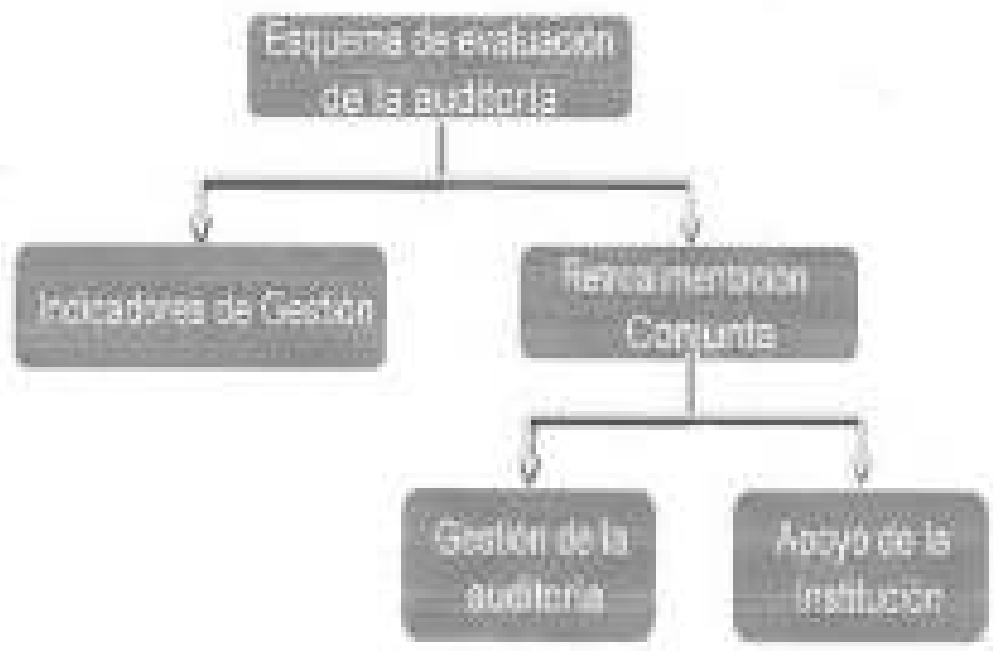 Esquema de evaluación
de la auditoría
Indicadores de Gestión
Retroalimentación
Conjunta
Gestión de la
auditoría
Apoyo de la
Institución